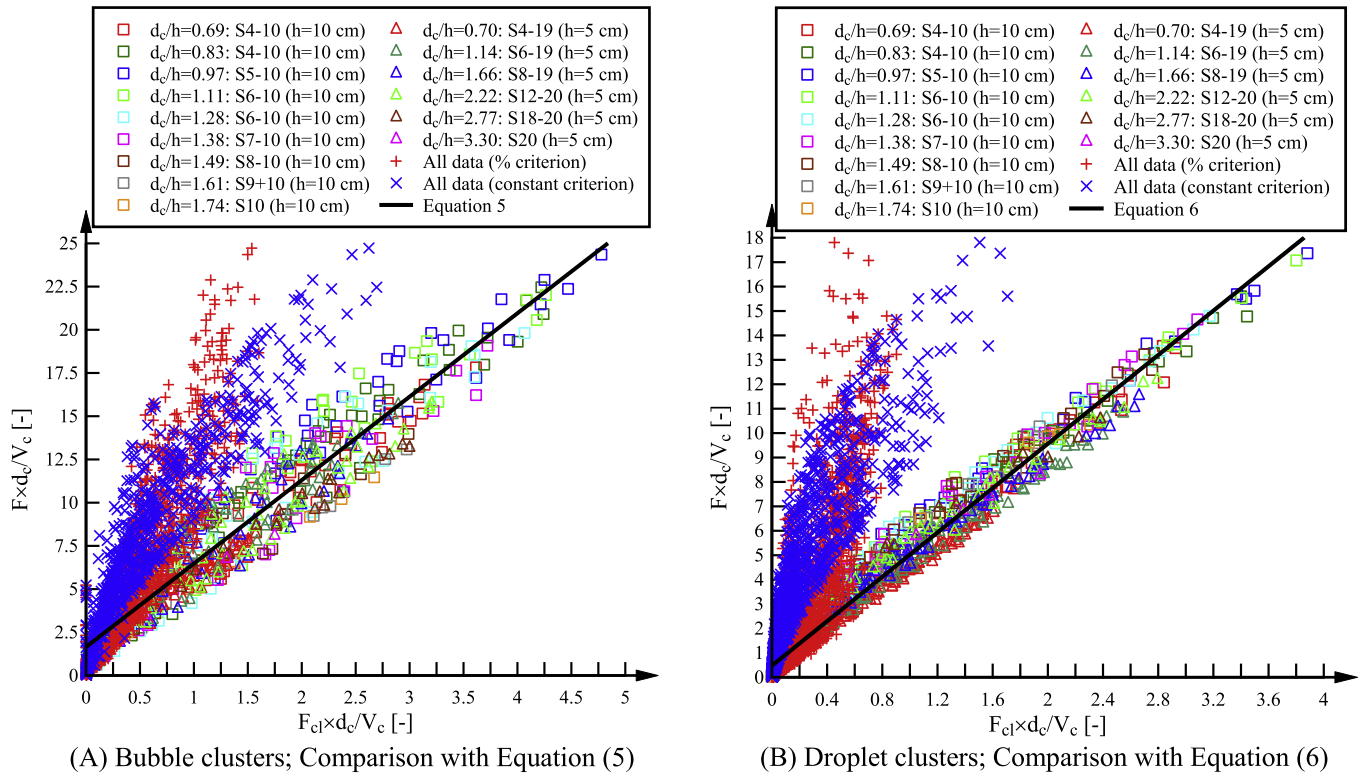 d_c/h=0.69: S4-10 (h=10 cm)
d_c/h=0.83: S4-10 (h=10 cm)
d_c/h=0.97: S5-10 (h=10 cm)
d_c/h=1.11: S6-10 (h=10 cm)
d_c/h=1.28: S6-10 (h=10 cm)
d_c/h=1.38: S7-10 (h=10 cm)
d_c/h=1.49: S8-10 (h=10 cm)
d_c/h=1.61: S9+10 (h=10 cm)
d_c/h=1.74: S10 (h=10 cm)
d_c/h=0.70: S4-19 (h=5 cm)
d_c/h=1.14: S6-19 (h=5 cm)
d_c/h=1.66: S8-19 (h=5 cm)
d_c/h=2.22: S12-20 (h=5 cm)
d_c/h=2.77: S18-20 (h=5 cm)
d_c/h=3.30: S20 (h=5 cm)
All data (% criterion)
All data (constant criterion)
Equation 5
25
22.5
20
17.5
15
12.5
10
7.5
5
2.5
0
F×d_c/V_c [-]
0 0.5 1 1.5 2 2.5 3 3.5 4 4.5 5
F_cl×d_c/V_c [-]
(A) Bubble clusters; Comparison with Equation (5)
d_c/h=0.69: S4-10 (h=10 cm)
d_c/h=0.83: S4-10 (h=10 cm)
d_c/h=0.97: S5-10 (h=10 cm)
d_c/h=1.11: S6-10 (h=10 cm)
d_c/h=1.28: S6-10 (h=10 cm)
d_c/h=1.38: S7-10 (h=10 cm)
d_c/h=1.49: S8-10 (h=10 cm)
d_c/h=1.61: S9+10 (h=10 cm)
d_c/h=1.74: S10 (h=10 cm)
d_c/h=0.70: S4-19 (h=5 cm)
d_c/h=1.14: S6-19 (h=5 cm)
d_c/h=1.66: S8-19 (h=5 cm)
d_c/h=2.22: S12-20 (h=5 cm)
d_c/h=2.77: S18-20 (h=5 cm)
d_c/h=3.30: S20 (h=5 cm)
All data (% criterion)
All data (constant criterion)
Equation 6
18
17
16
15
14
13
12
11
10
9
8
7
6
5
4
3
2
1
0
F×d_c/V_c [-]
0 0.4 0.8 1.2 1.6 2 2.4 2.8 3.2 3.6 4
F_cl×d_c/V_c [-]
(B) Droplet clusters; Comparison with Equation (6)